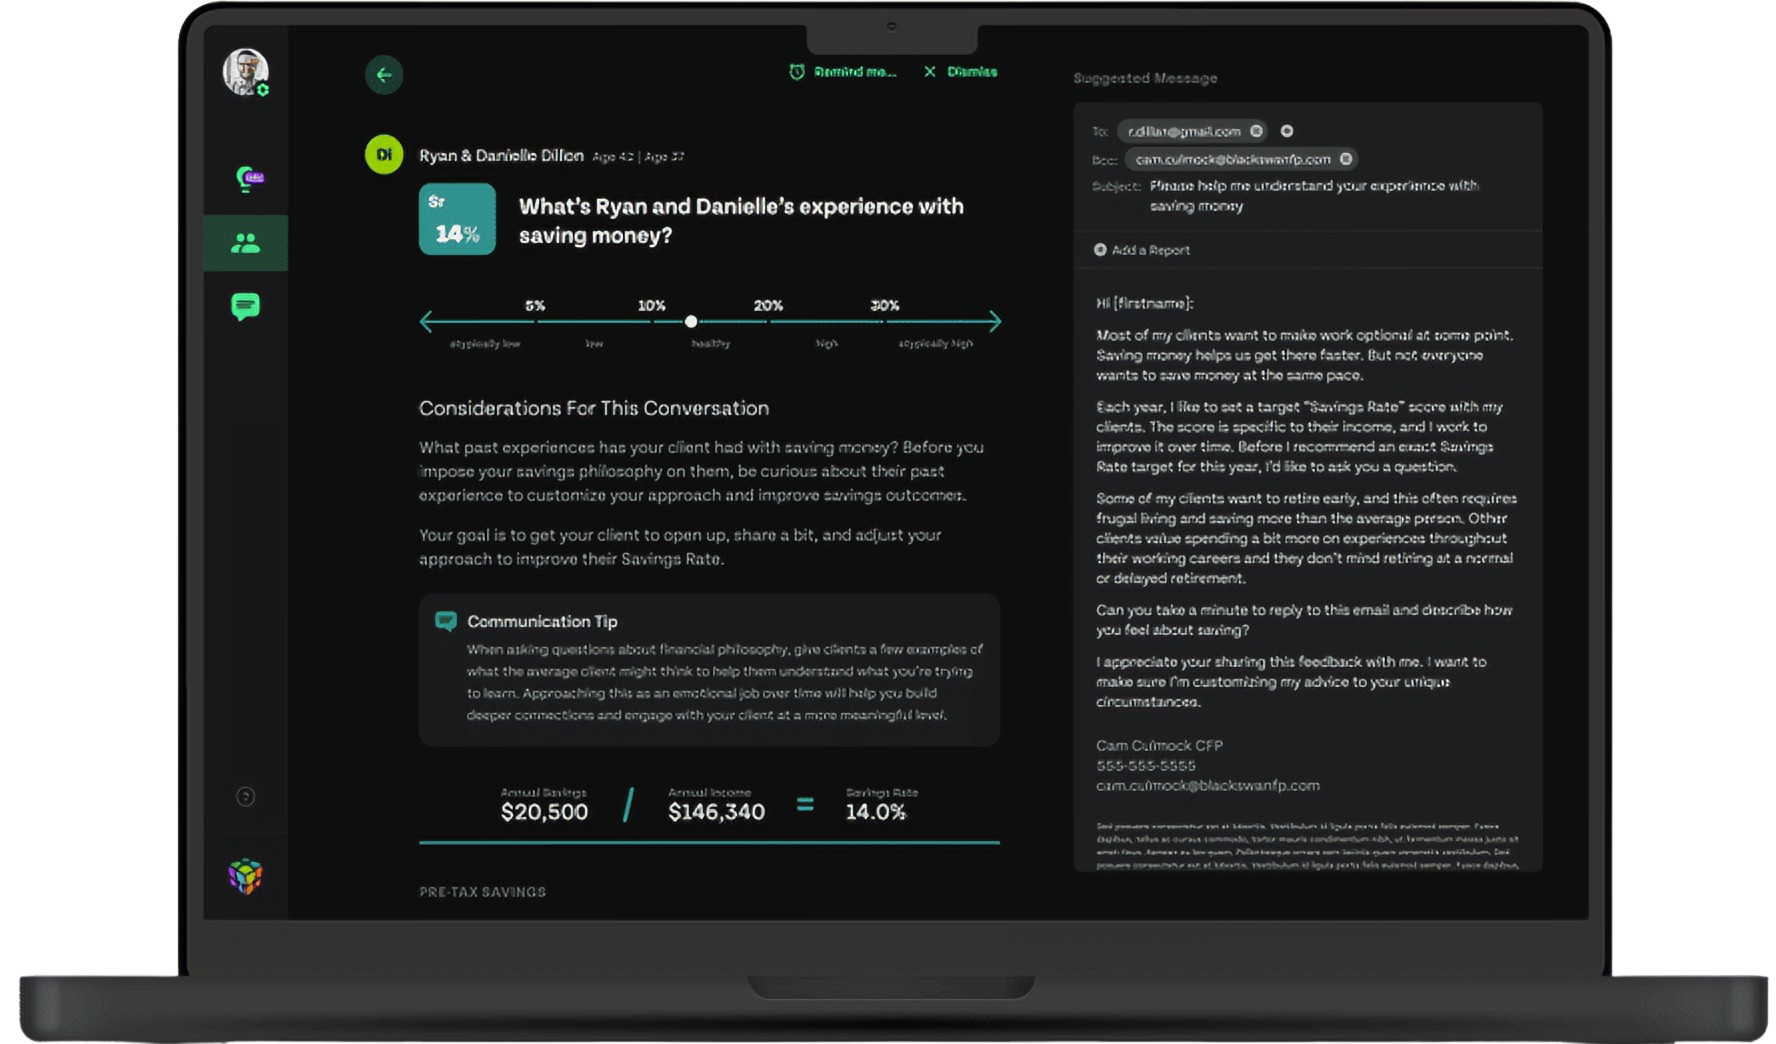 Remind me...
Dismiss
Di
Ryan & Danielle Dillon Age 42 | Age 37
Sr
14%
What's Ryan and Danielle's experience with
saving money?
5% 10% 20% 30%
atypically low low healthy high atypically high
Considerations For This Conversation
What past experiences has your client had with saving money? Before you
impose your savings philosophy on them, be curious about their past
experience to customize your approach and improve savings outcomes.
Your goal is to get your client to open up, share a bit, and adjust your
approach to improve their Savings Rate.
Communication Tip
When asking questions about financial philosophy, give clients a few examples of
what the average client might think to help them understand what you're trying
to learn. Approaching this as an emotional job over time will help you build
deeper connections and engage with your client at a more meaningful level.
Annual Savings
$20,500
/
Annual Income
$146,340
=
Savings Rate
14.0%
PRE-TAX SAVINGS
Suggested Message
To: r.dillon@gmail.com
Bcc: cam.culmock@blackswanfp.com
Subject: Please help me understand your experience with
saving money
Add a Report
Hi [firstname]:
Most of my clients want to make work optional at some point.
Saving money helps us get there faster. But not everyone
wants to save money at the same pace.
Each year, I like to set a target "Savings Rate" score with my
clients. The score is specific to their income, and I work to
improve it over time. Before I recommend an exact Savings
Rate target for this year, I'd like to ask you a question.
Some of my clients want to retire early, and this often requires
frugal living and saving more than the average person. Other
clients value spending a bit more on experiences throughout
their working careers and they don't mind retiring at a normal
or delayed retirement.
Can you take a minute to reply to this email and describe how
you feel about saving?
I appreciate your sharing this feedback with me. I want to
make sure I'm customizing my advice to your unique
circumstances.
Cam Culmock CFP
555-555-5555
cam.culmock@blackswanfp.com